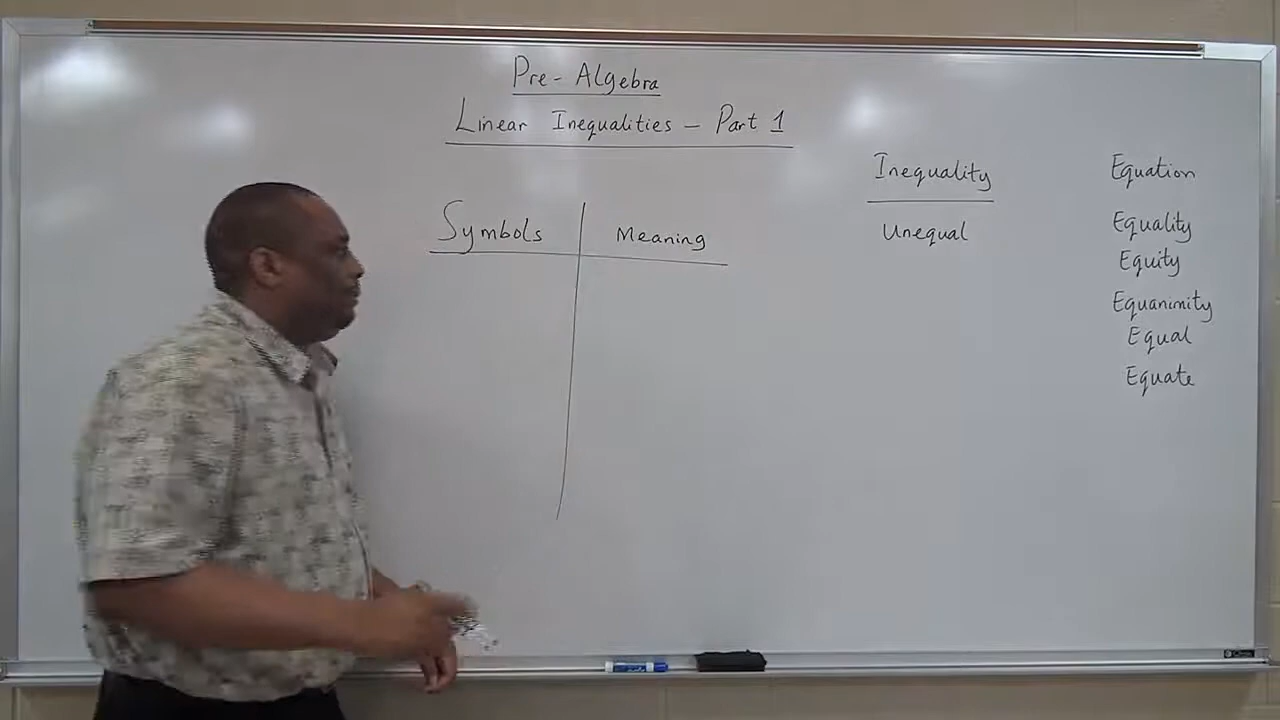 Pre-Algebra
Linear Inequalities - Part 1
Symbols Meaning
Inequality
Unequal
Equation
Equality
Equity
Equanimity
Equal
Equate